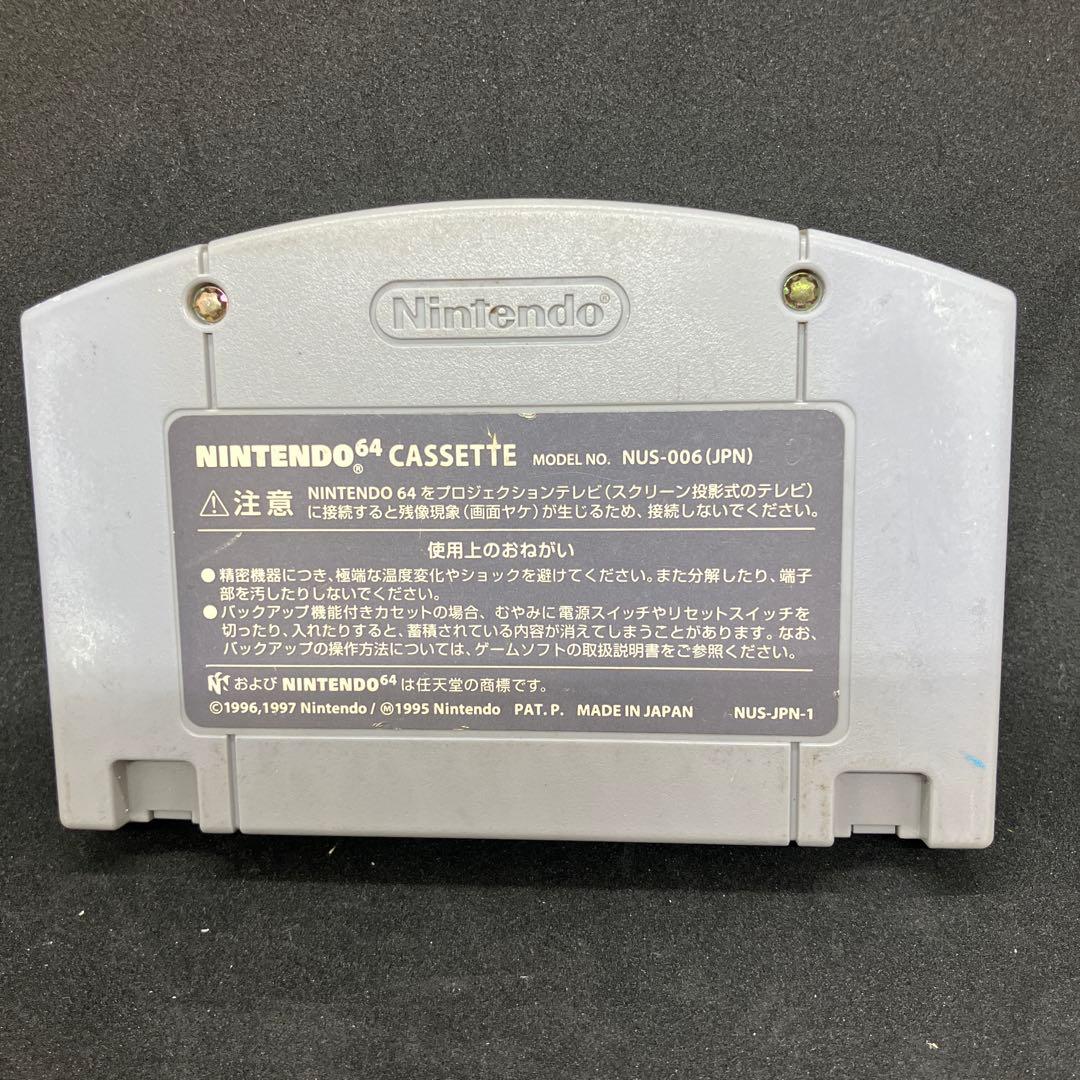 Nintendo®
NINTENDO64® CASSETTE MODEL NO. NUS-006(JPN)
⚠注意 NINTENDO 64 をプロジェクションテレビ(スクリーン投影式のテレビ)
に接続すると残像現象(画面ヤケ)が生じるため、接続しないでください。
使用上のおねがい
●精密機器につき、極端な温度変化やショックを避けてください。また分解したり、端子
部を汚したりしないでください。
●バックアップ機能付きカセットの場合、むやみに電源スイッチやリセットスイッチを
切ったり、入れたりすると、蓄積されている内容が消えてしまうことがあります。なお、
バックアップの操作方法については、ゲームソフトの取扱説明書をご参照ください。
および NINTENDO64 は任天堂の商標です。
©1996,1997 Nintendo / Ⓜ1995 Nintendo PAT. P. MADE IN JAPAN NUS-JPN-1